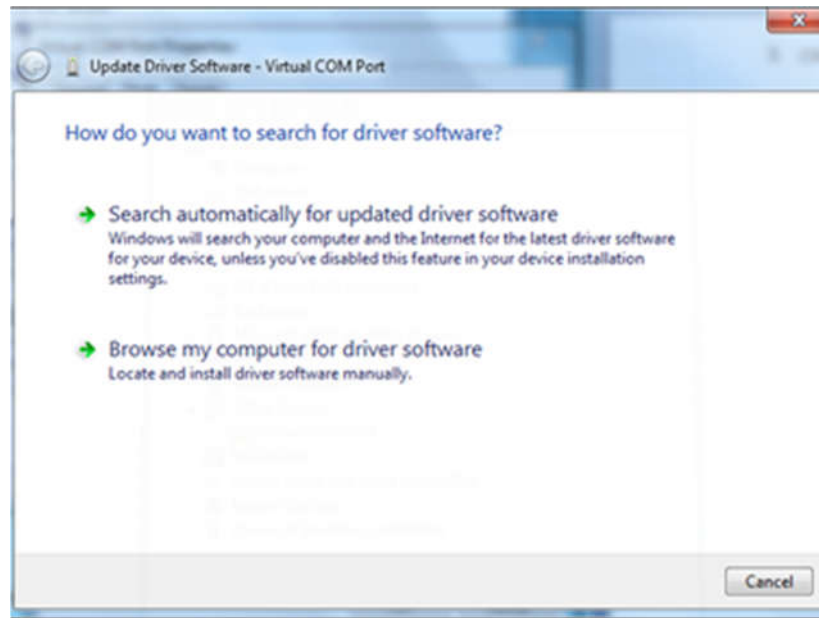 Update Driver Software - Virtual COM Port
How do you want to search for driver software?
Search automatically for updated driver software
Windows will search your computer and the Internet for the latest driver software
for your device, unless you've disabled this feature in your device installation
settings.
Browse my computer for driver software
Locate and install driver software manually.
Cancel